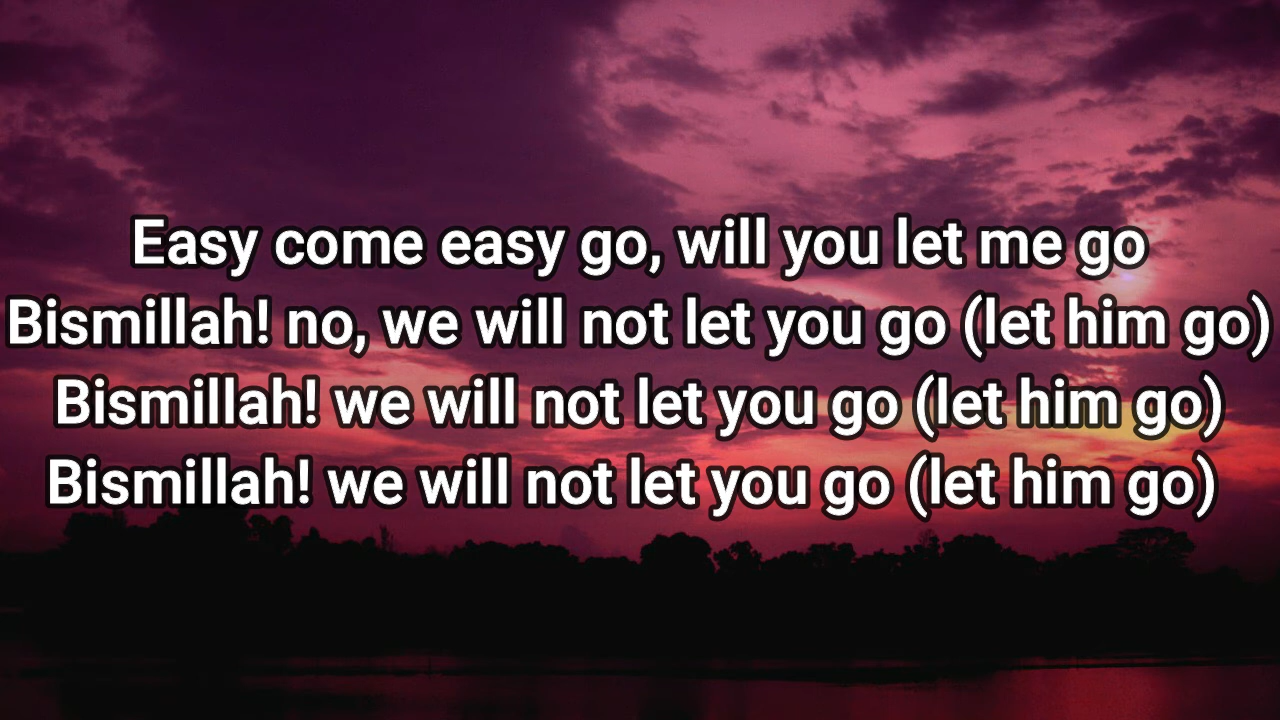 Easy come easy go, will you let me go
Bismillah! no, we will not let you go (let him go)
Bismillah! we will not let you go (let him go)
Bismillah! we will not let you go (let him go)